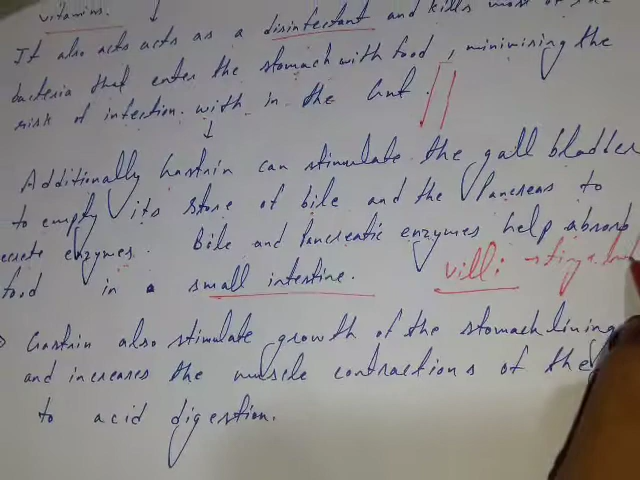 vitamins.
It also acts acts as a disinfectant and kills most of
bacteria that enter the stomach with food, minimising the
risk of infection. with in the Gut.
Additionally Gastrin can stimulate the gall bladder
to empty its store of bile and the Pancreas to
secrete enzymes. Bile and Pancreatic enzymes help absorb
food in a small intestine. villi:
Gastrin also stimulate growth of the stomach lining
and increases the muscle contractions of the
to acid digestion.